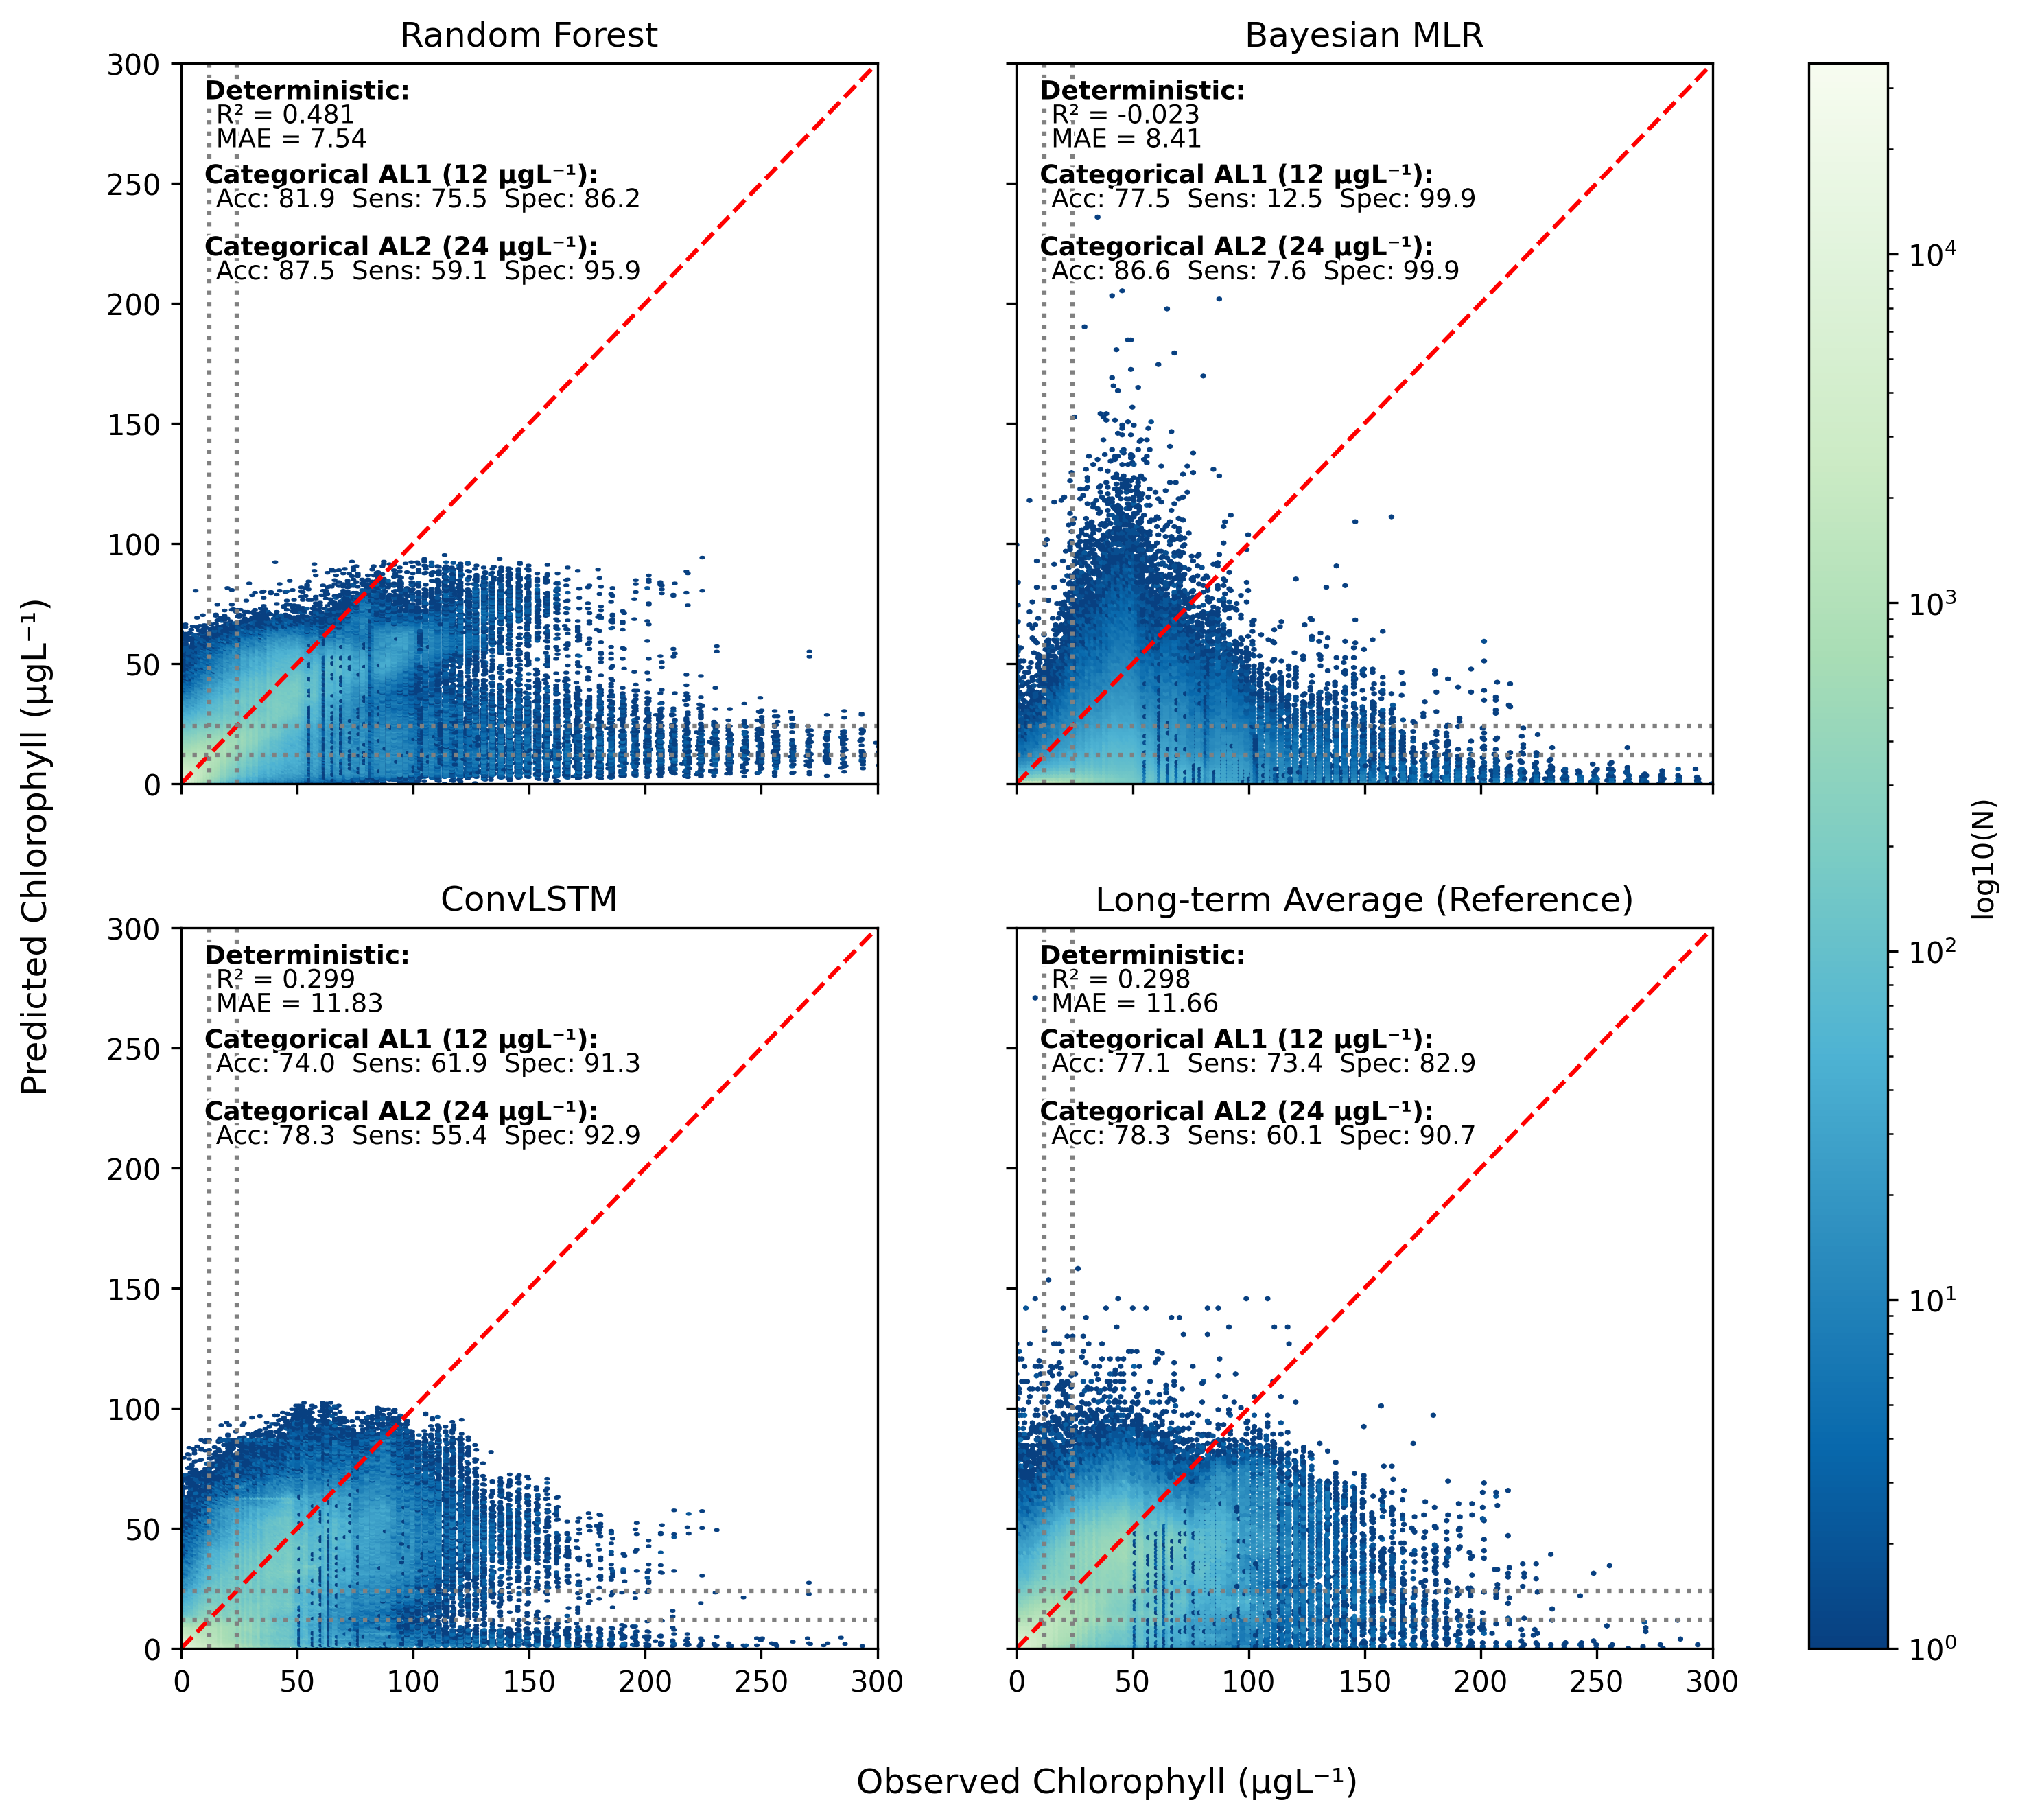 Random Forest
Bayesian MLR
300
250
200
150
100
50
0
Deterministic:
R² = 0.481
MAE = 7.54
Categorical AL1 (12 µgL⁻¹):
Acc: 81.9 Sens: 75.5 Spec: 86.2
Categorical AL2 (24 µgL⁻¹):
Acc: 87.5 Sens: 59.1 Spec: 95.9
Deterministic:
R² = -0.023
MAE = 8.41
Categorical AL1 (12 µgL⁻¹):
Acc: 77.5 Sens: 12.5 Spec: 99.9
Categorical AL2 (24 µgL⁻¹):
Acc: 86.6 Sens: 7.6 Spec: 99.9
Predicted Chlorophyll (µgL⁻¹)
ConvLSTM
Long-term Average (Reference)
300
250
200
150
100
50
0
Deterministic:
R² = 0.299
MAE = 11.83
Categorical AL1 (12 µgL⁻¹):
Acc: 74.0 Sens: 61.9 Spec: 91.3
Categorical AL2 (24 µgL⁻¹):
Acc: 78.3 Sens: 55.4 Spec: 92.9
Deterministic:
R² = 0.298
MAE = 11.66
Categorical AL1 (12 µgL⁻¹):
Acc: 77.1 Sens: 73.4 Spec: 82.9
Categorical AL2 (24 µgL⁻¹):
Acc: 78.3 Sens: 60.1 Spec: 90.7
0 50 100 150 200 250 300
0 50 100 150 200 250 300
Observed Chlorophyll (µgL⁻¹)
10⁴
10³
10²
10¹
10⁰
log10(N)